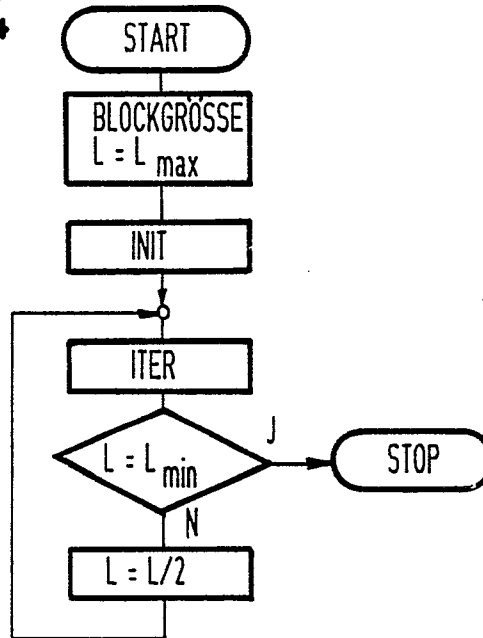 START
BLOCKGRÖSSE
L = L max
INIT
ITER
L = L min
J
STOP
N
L = L/2